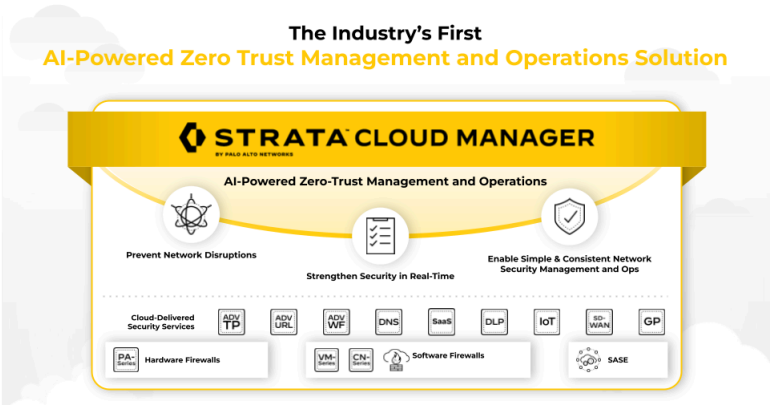 The Industry's First
AI-Powered Zero Trust Management and Operations Solution
STRATA™ CLOUD MANAGER
BY PALO ALTO NETWORKS
AI-Powered Zero-Trust Management and Operations
Prevent Network Disruptions
Strengthen Security in Real-Time
Enable Simple & Consistent Network
Security Management and Ops
Cloud-Delivered
Security Services
ADV
TP
ADV
URL
ADV
WF
DNS
SaaS
DLP
IoT
SD-
WAN
GP
PA-
Series
Hardware Firewalls
VM-
Series
CN-
Series
Software Firewalls
SASE